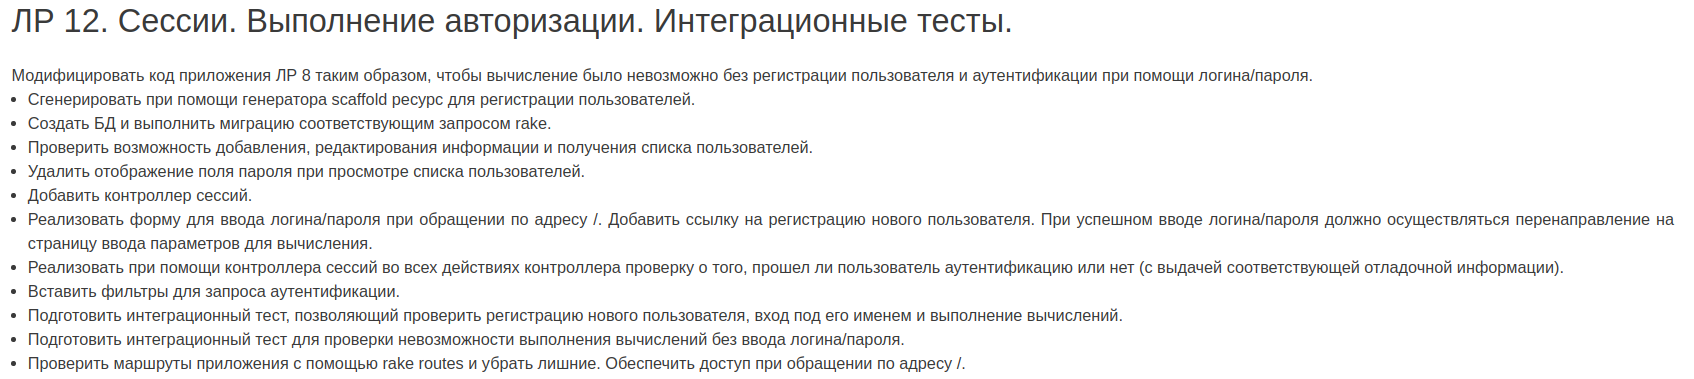 ЛР 12. Сессии. Выполнение авторизации. Интеграционные тесты.
Модифицировать код приложения ЛР 8 таким образом, чтобы вычисление было невозможно без регистрации пользователя и аутентификации при помощи логина/пароля.
• Сгенерировать при помощи генератора scaffold ресурс для регистрации пользователей.
• Создать БД и выполнить миграцию соответствующим запросом rake.
• Проверить возможность добавления, редактирования информации и получения списка пользователей.
• Удалить отображение поля пароля при просмотре списка пользователей.
• Добавить контроллер сессий.
• Реализовать форму для ввода логина/пароля при обращении по адресу /. Добавить ссылку на регистрацию нового пользователя. При успешном вводе логина/пароля должно осуществляться перенаправление на
страницу ввода параметров для вычисления.
• Реализовать при помощи контроллера сессий во всех действиях контроллера проверку о того, прошел ли пользователь аутентификацию или нет (с выдачей соответствующей отладочной информации).
• Вставить фильтры для запроса аутентификации.
• Подготовить интеграционный тест, позволяющий проверить регистрацию нового пользователя, вход под его именем и выполнение вычислений.
• Подготовить интеграционный тест для проверки невозможности выполнения вычислений без ввода логина/пароля.
• Проверить маршруты приложения с помощью rake routes и убрать лишние. Обеспечить доступ при обращении по адресу /.